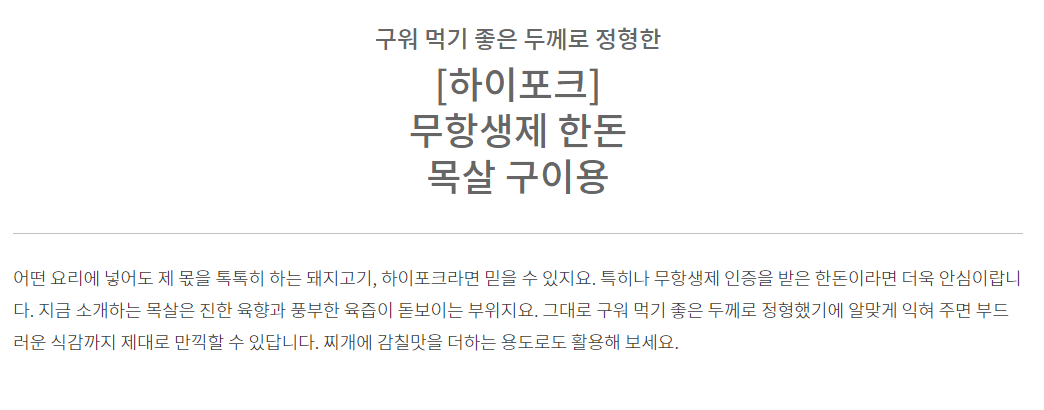 구워 먹기 좋은 두께로 정형한
[하이포크]
무항생제 한돈
목살 구이용
어떤 요리에 넣어도 제 몫을 톡톡히 하는 돼지고기, 하이포크라면 믿을 수 있지요. 특히나 무항생제 인증을 받은 한돈이라면 더욱 안심이랍니
다. 지금 소개하는 목살은 진한 육향과 풍부한 육즙이 돋보이는 부위지요. 그대로 구워 먹기 좋은 두께로 정형했기에 알맞게 익혀 주면 부드
러운 식감까지 제대로 만끽할 수 있답니다. 찌개에 감칠맛을 더하는 용도로도 활용해 보세요.